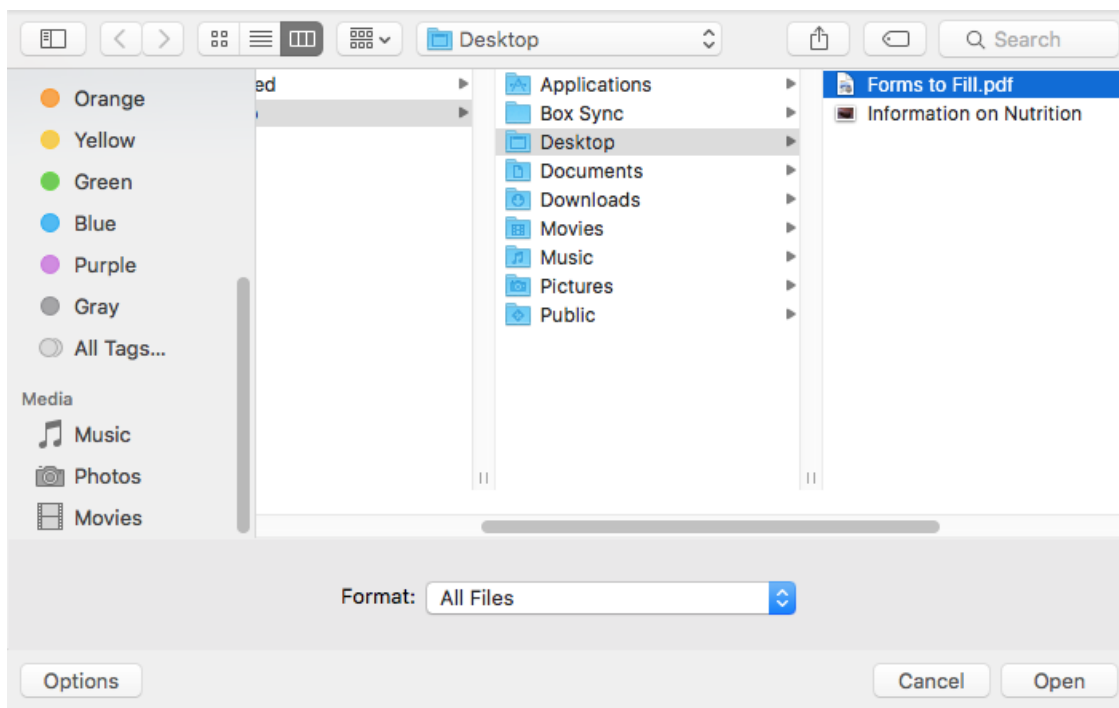 Desktop
Search
Orange
Yellow
Green
Blue
Purple
Gray
All Tags...
Media
Music
Photos
Movies
ed
Applications
Box Sync
Desktop
Documents
Downloads
Movies
Music
Pictures
Public
Forms to Fill.pdf
Information on Nutrition
Format: All Files
Options
Cancel
Open